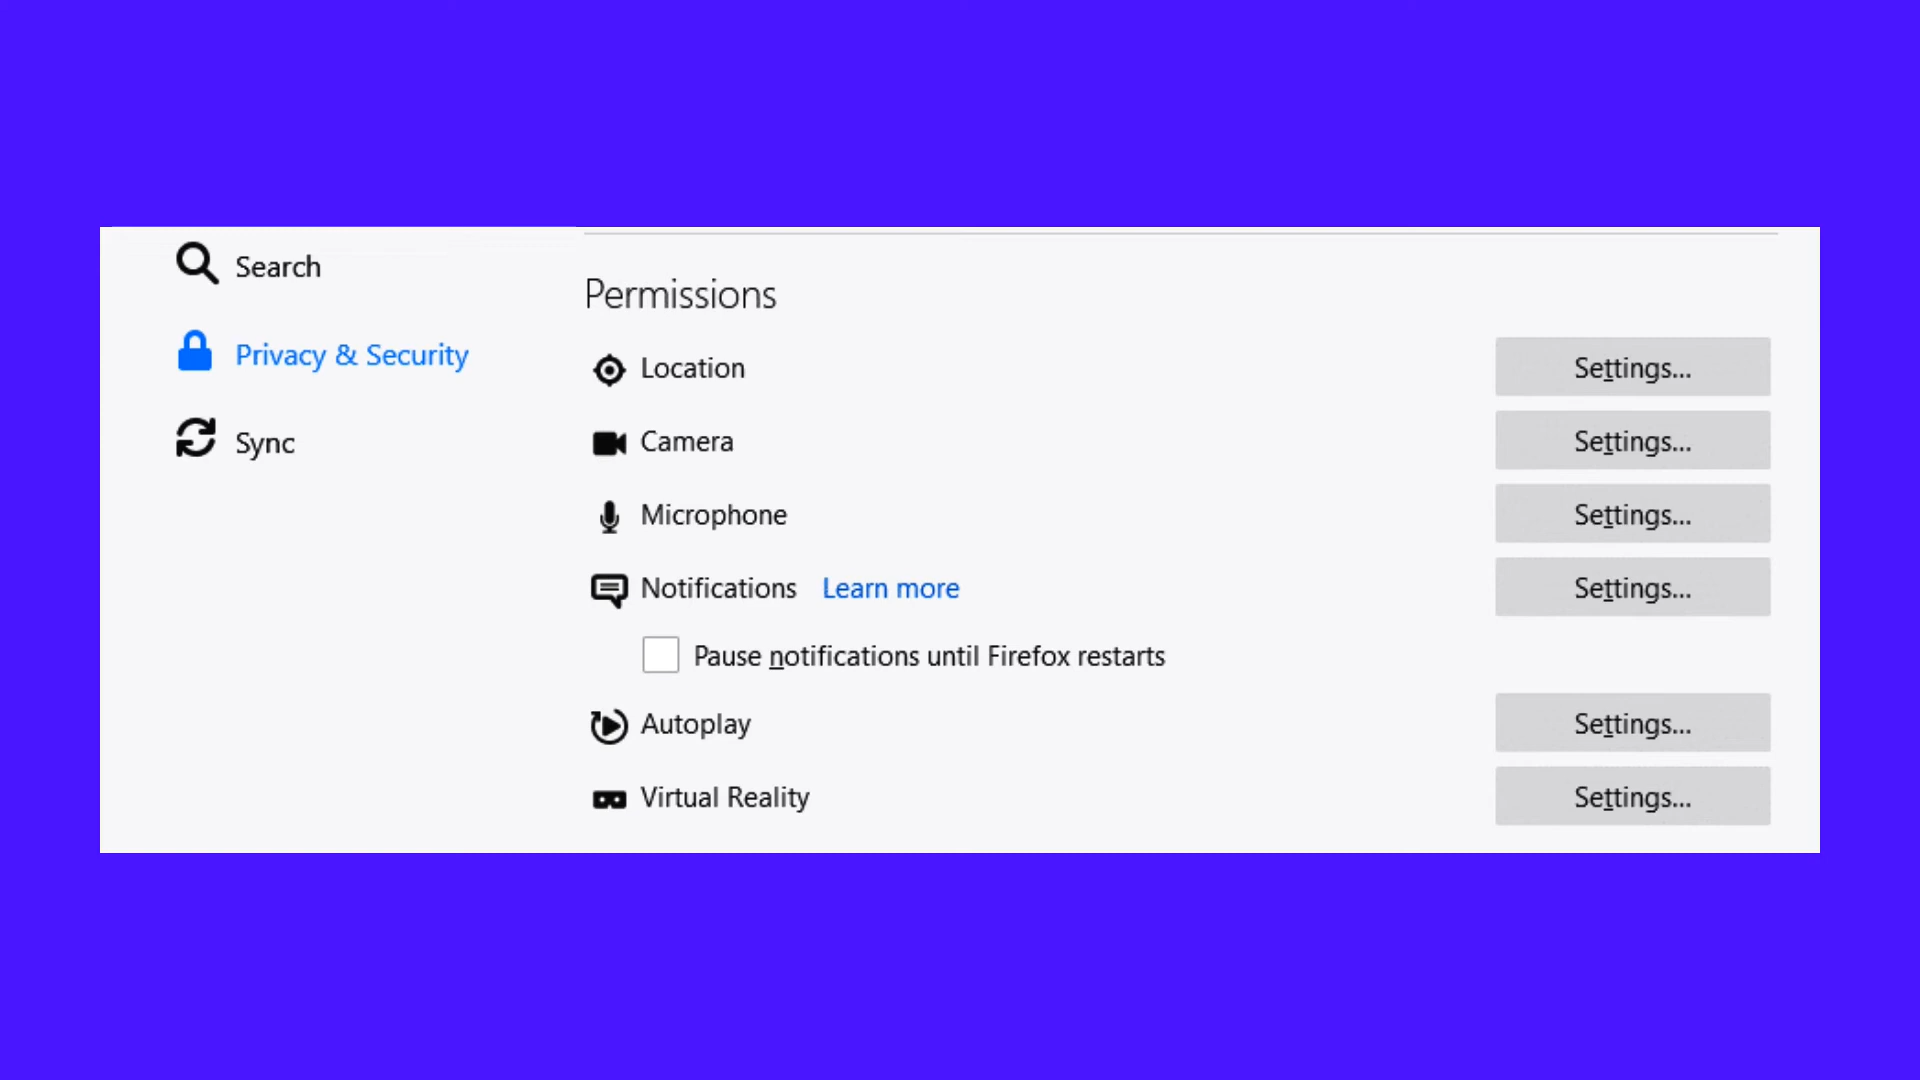 Search
Privacy & Security
Sync
Permissions
Location Settings...
Camera Settings...
Microphone Settings...
Notifications Learn more Settings...
Pause notifications until Firefox restarts
Autoplay Settings...
Virtual Reality Settings...